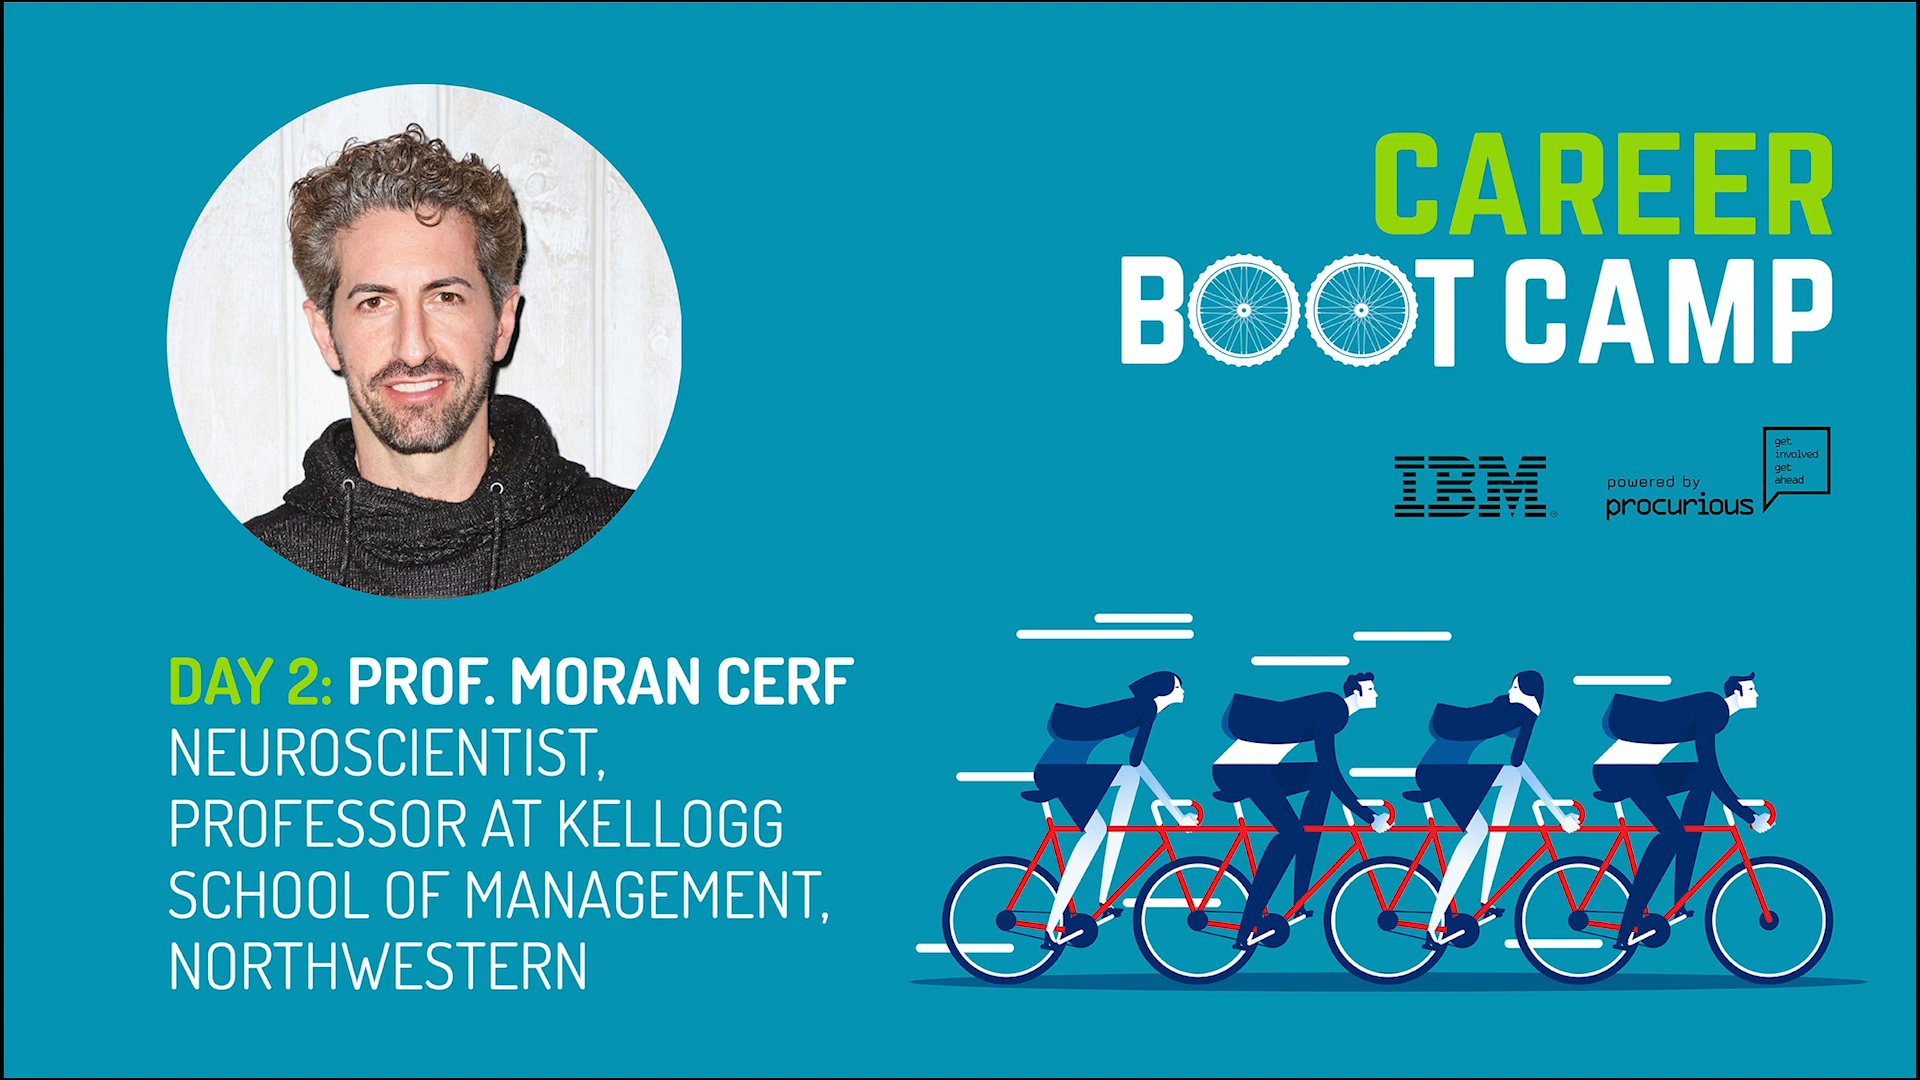 CAREER
BOOT CAMP
IBM®
powered by
procurious
get
involved
get
ahead
DAY 2: PROF. MORAN CERF
NEUROSCIENTIST,
PROFESSOR AT KELLOGG
SCHOOL OF MANAGEMENT,
NORTHWESTERN